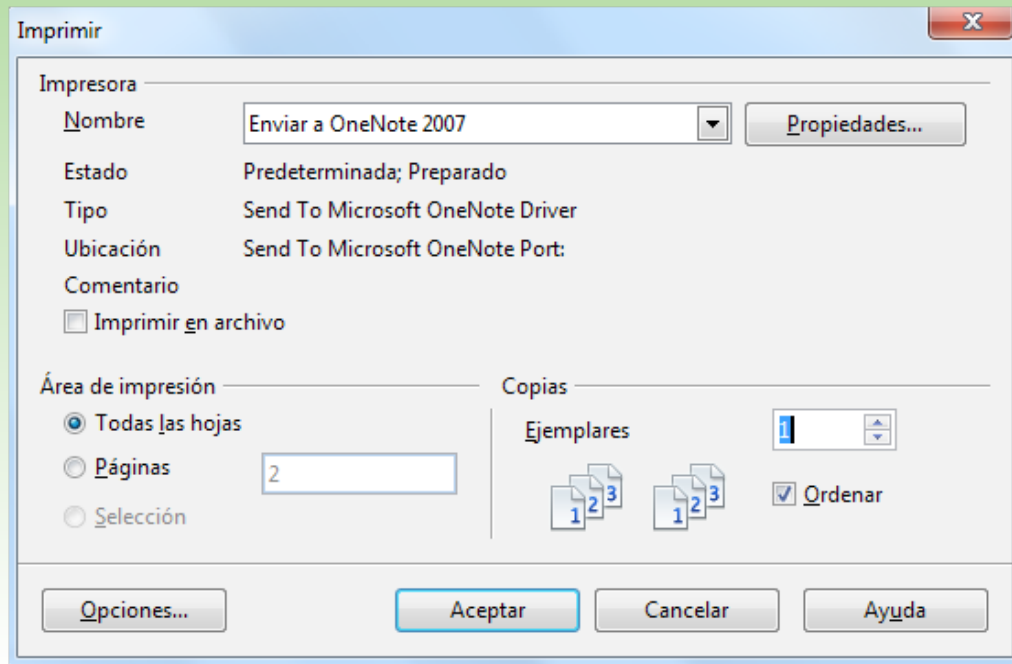 Imprimir
Impresora
Nombre Enviar a OneNote 2007 Propiedades...
Estado Predeterminada; Preparado
Tipo Send To Microsoft OneNote Driver
Ubicación Send To Microsoft OneNote Port:
Comentario
Imprimir en archivo
Área de impresión Copias
Todas las hojas
Ejemplares 1
Páginas 2
1 2 3 1 2 3 Ordenar
Selección
Opciones... Aceptar Cancelar Ayuda